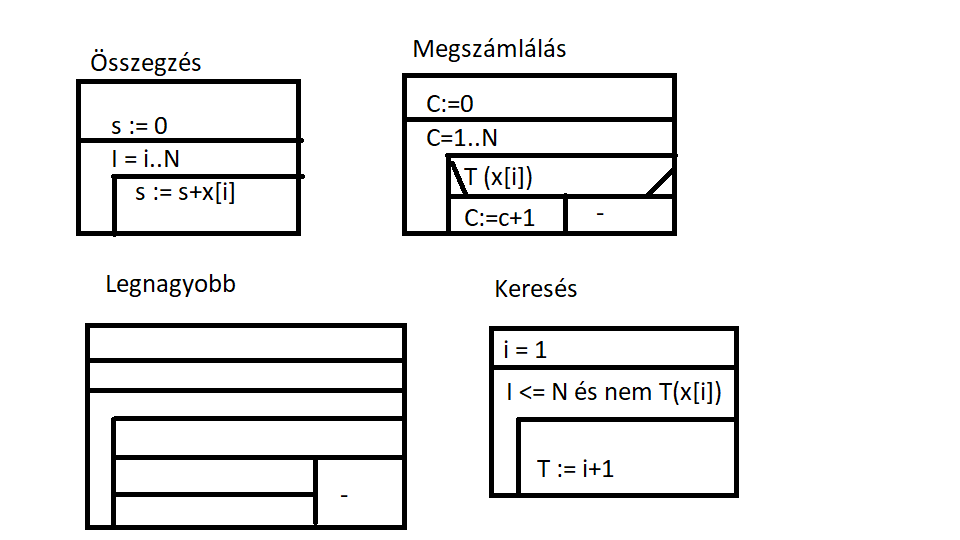 Összegzés
s := 0
I = i..N
s := s+x[i]
Megszámlálás
C:=0
C=1..N
T (x[i])
C:=c+1
-
Legnagyobb
-
Keresés
i = 1
I <= N és nem T(x[i])
T := i+1